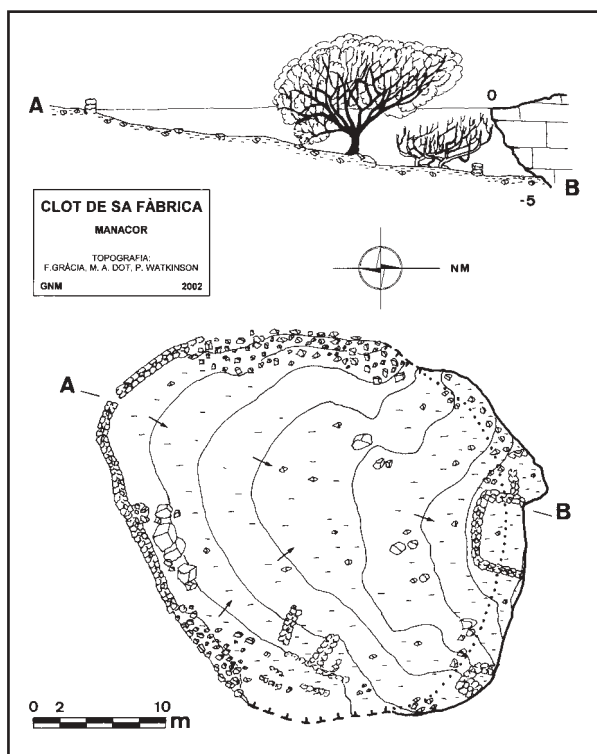 A
0
B
-5
CLOT DE SA FÀBRICA
MANACOR
TOPOGRAFIA:
F.GRÀCIA, M. A. DOT, P. WATKINSON
GNM 2002
NM
A
B
0 2 10
m